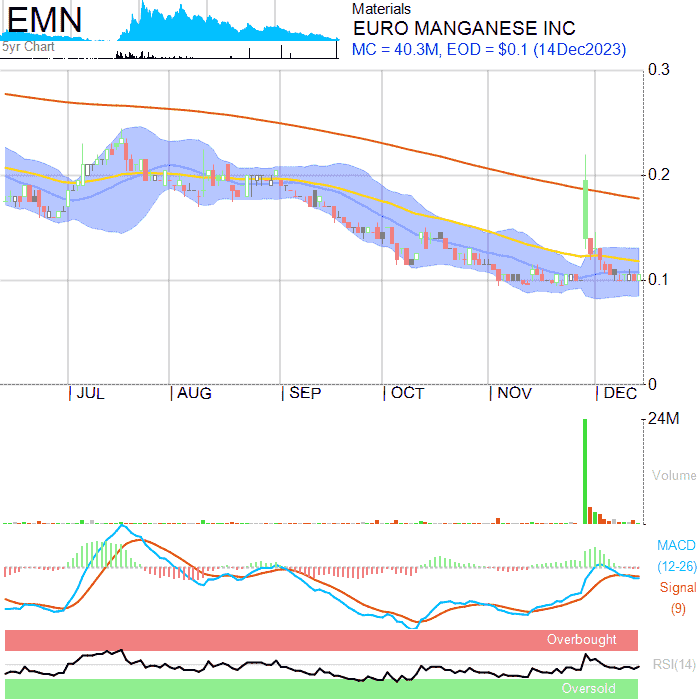 EMN
5yr Chart
Materials
EURO MANGANESE INC
MC = 40.3M, EOD = $0.1 (14Dec2023)
0.3
0.2
0.1
0
JUL AUG SEP OCT NOV DEC
24M
Volume
MACD
(12-26)
Signal
(9)
Overbought
RSI(14)
Oversold